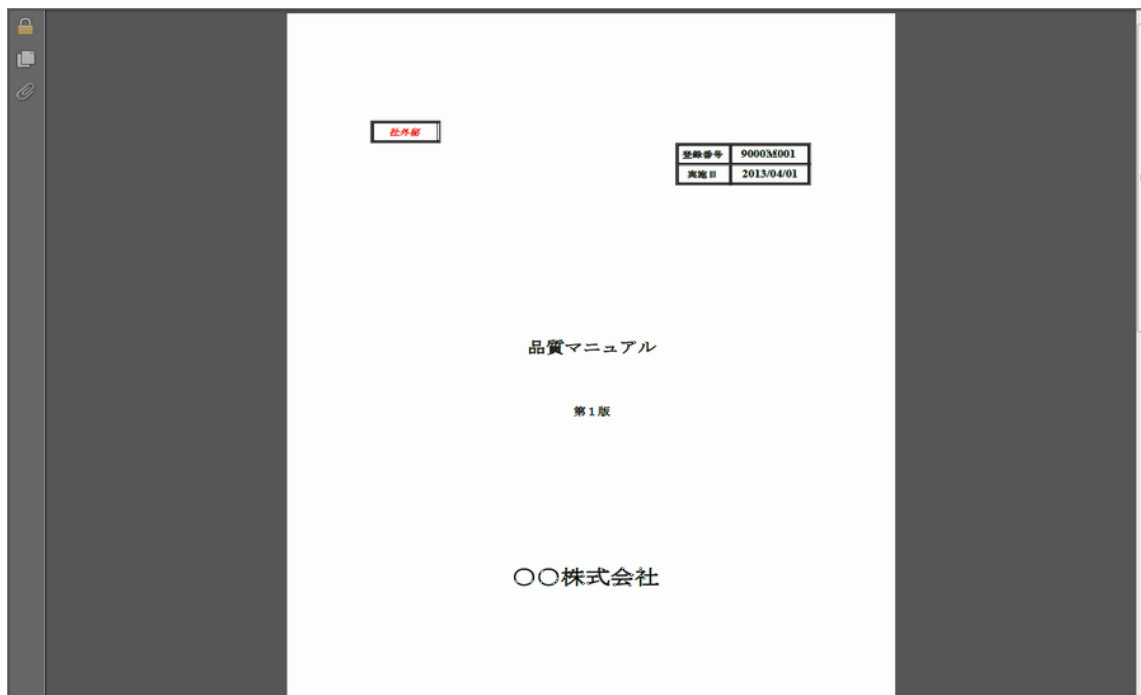 社外秘
登録番号 9000M001
実施日 2013/04/01
品質マニュアル
第1版
〇〇株式会社